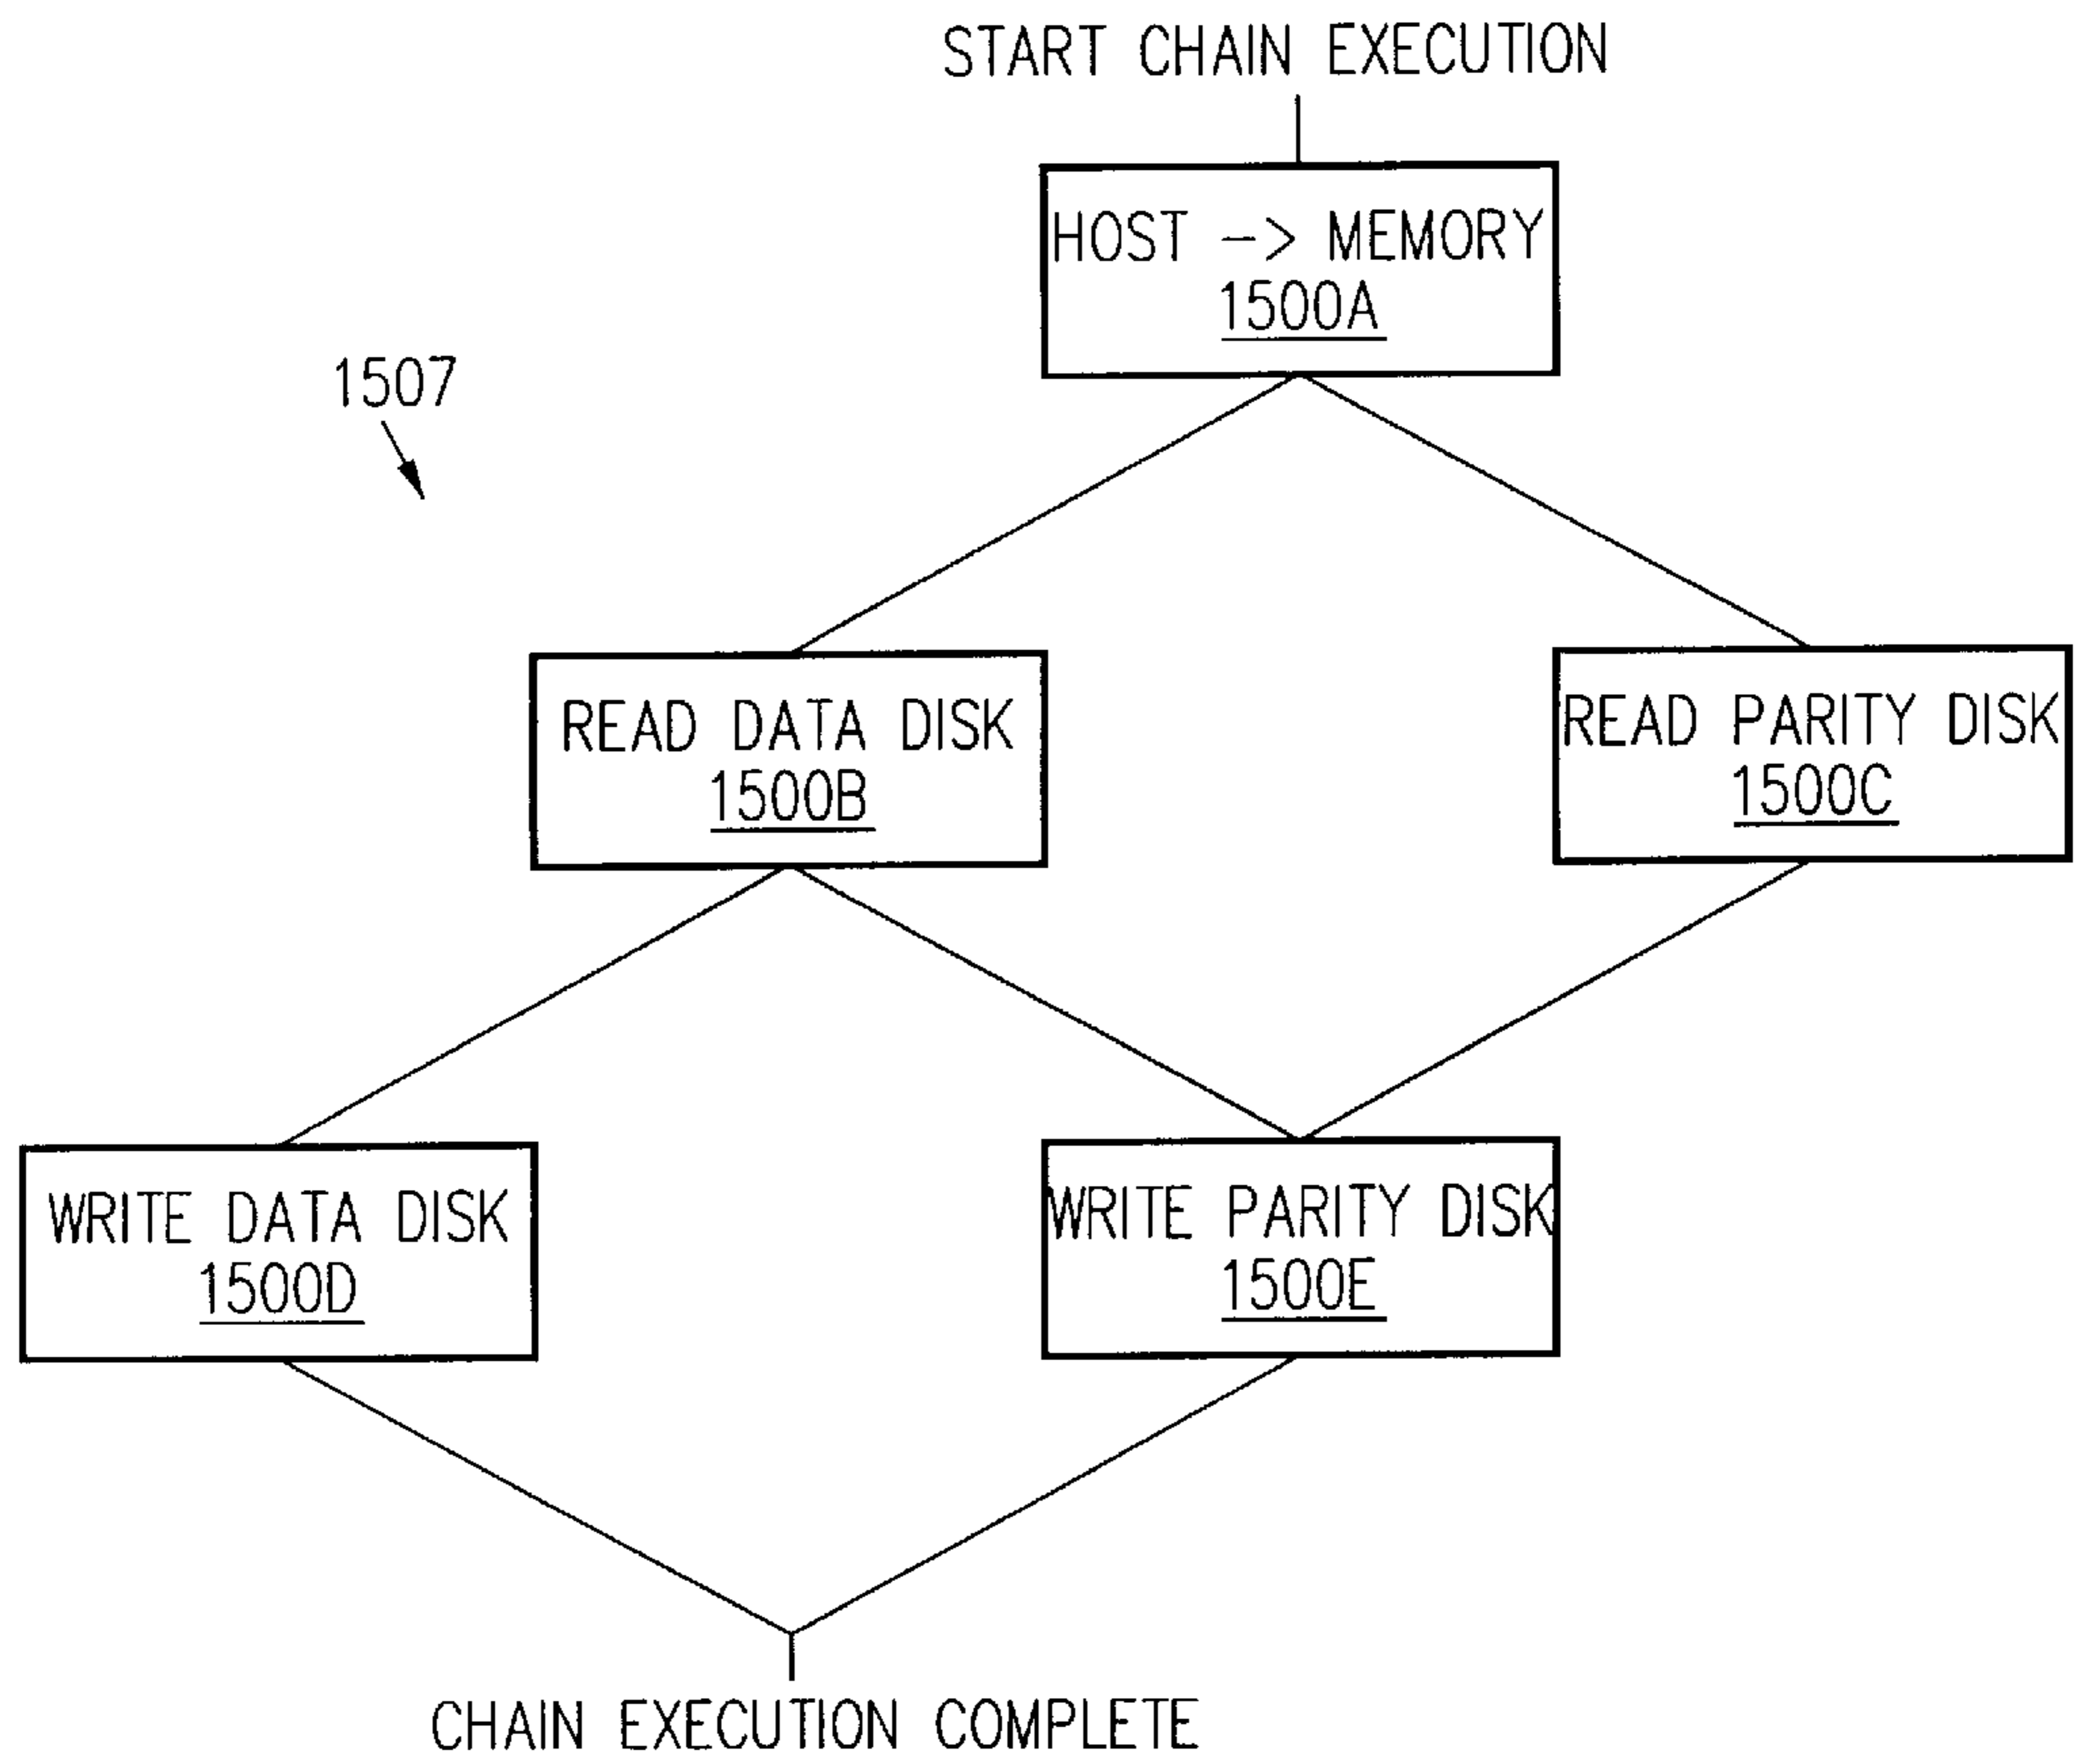 START CHAIN EXECUTION
HOST -> MEMORY
1500A
1507
READ DATA DISK
1500B
READ PARITY DISK
1500C
WRITE DATA DISK
1500D
WRITE PARITY DISK
1500E
CHAIN EXECUTION COMPLETE